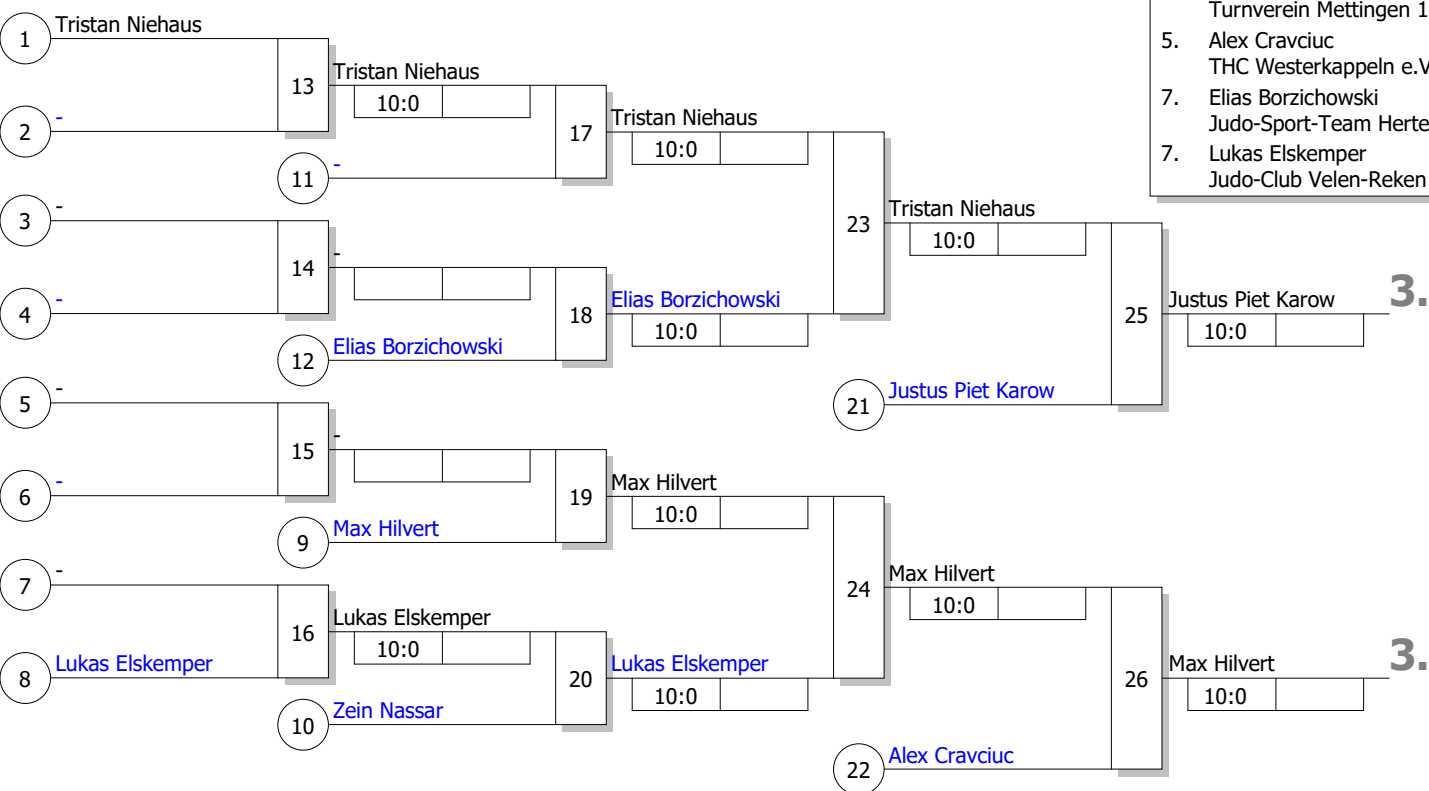 Tristan Niehaus
1
13
Tristan Niehaus
10:0
2
-
17
Tristan Niehaus
10:0
11
-
3
-
23
Tristan Niehaus
10:0
14
-
4
-
18
Elias Borzichowski
10:0
12
Elias Borzichowski
25
Justus Piet Karow
3.
10:0
5
-
21
Justus Piet Karow
15
-
6
-
19
Max Hilvert
10:0
9
Max Hilvert
7
-
24
Max Hilvert
10:0
16
Lukas Elskemper
10:0
8
Lukas Elskemper
20
Lukas Elskemper
10:0
10
Zein Nassar
26
Max Hilvert
3.
10:0
22
Alex Cravciuc
Turnverein Mettingen 1
5. Alex Cravciuc
THC Westerkappeln e.V
7. Elias Borzichowski
Judo-Sport-Team Herte
7. Lukas Elskemper
Judo-Club Velen-Reken